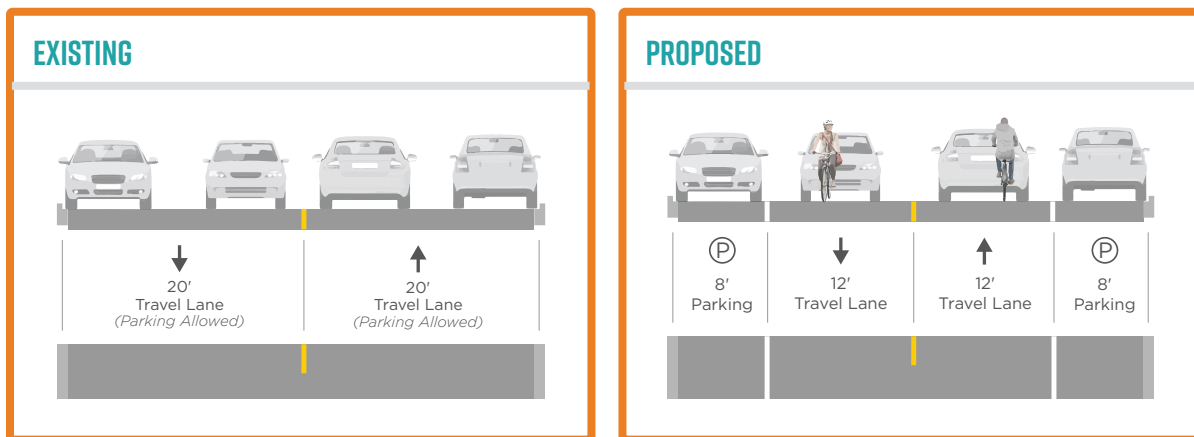 EXISTING
20'
Travel Lane
(Parking Allowed)
20'
Travel Lane
(Parking Allowed)
PROPOSED
P
8'
Parking
12'
Travel Lane
12'
Travel Lane
P
8'
Parking